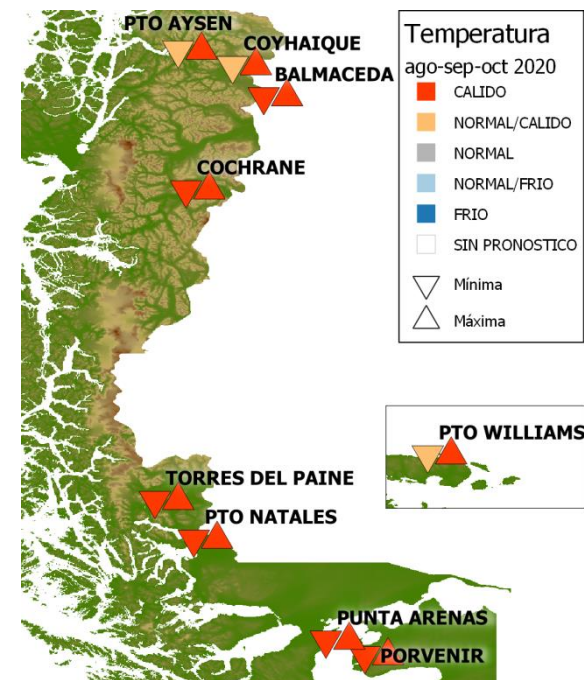 PTO AYSEN
COYHAIQUE
BALMACEDA
COCHRANE
TORRES DEL PAINE
PTO NATALES
PUNTA ARENAS
PORVENIR
PTO WILLIAMS
Temperatura
ago-sep-oct 2020
CALIDO
NORMAL/CALIDO
NORMAL
NORMAL/FRIO
FRIO
SIN PRONOSTICO
Mínima
Máxima